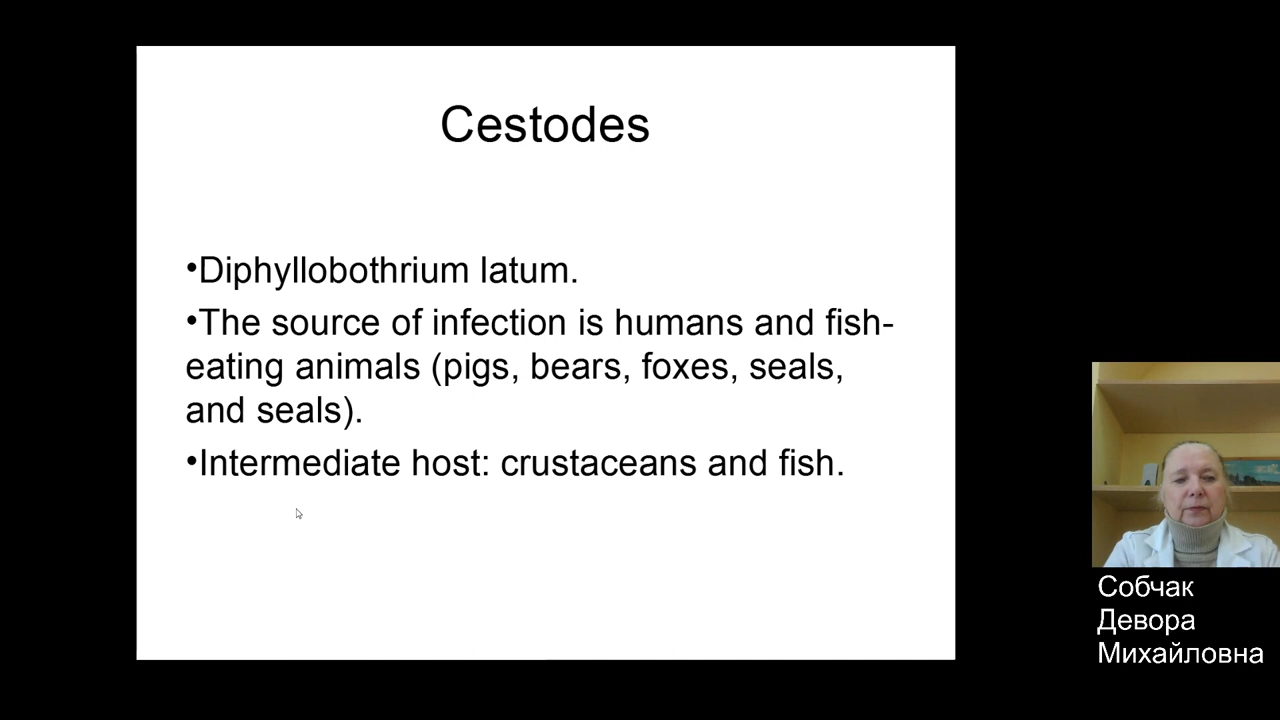 Cestodes
•Diphyllobothrium latum.
•The source of infection is humans and fish-
eating animals (pigs, bears, foxes, seals,
and seals).
•Intermediate host: crustaceans and fish.
Собчак
Девора
Михайловна